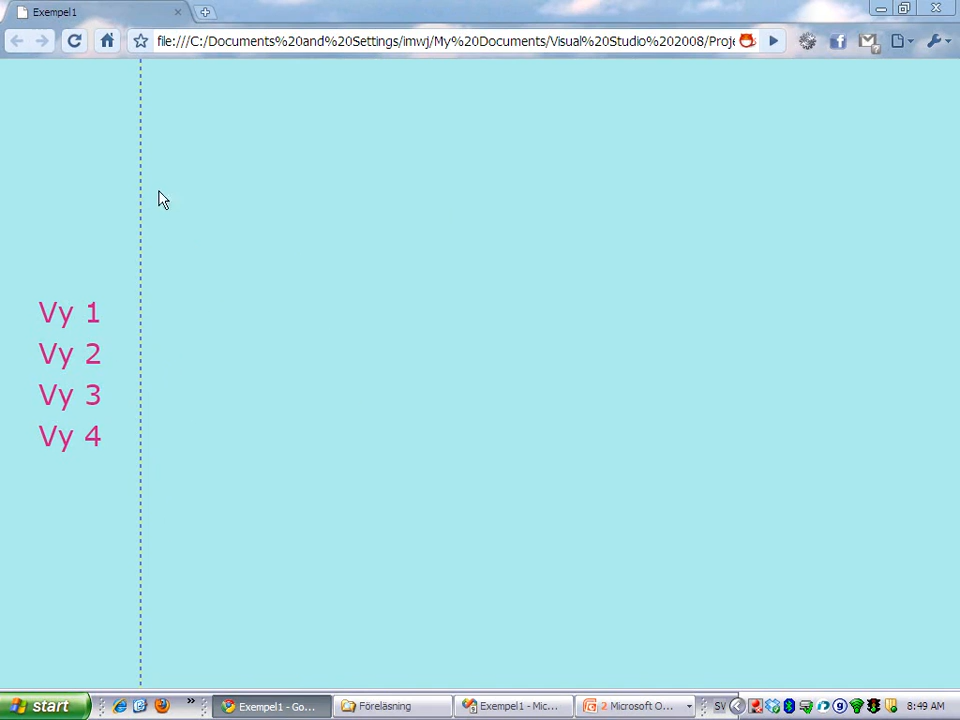 Exempel1
file:///C:/Documents%20and%20Settings/imwj/My%20Documents/Visual%20Studio%202008/Proje
Vy 1
Vy 2
Vy 3
Vy 4
start
Exempel1 - Go...
Föreläsning
Exempel1 - Mic...
2 Microsoft O...
SV
8:49 AM